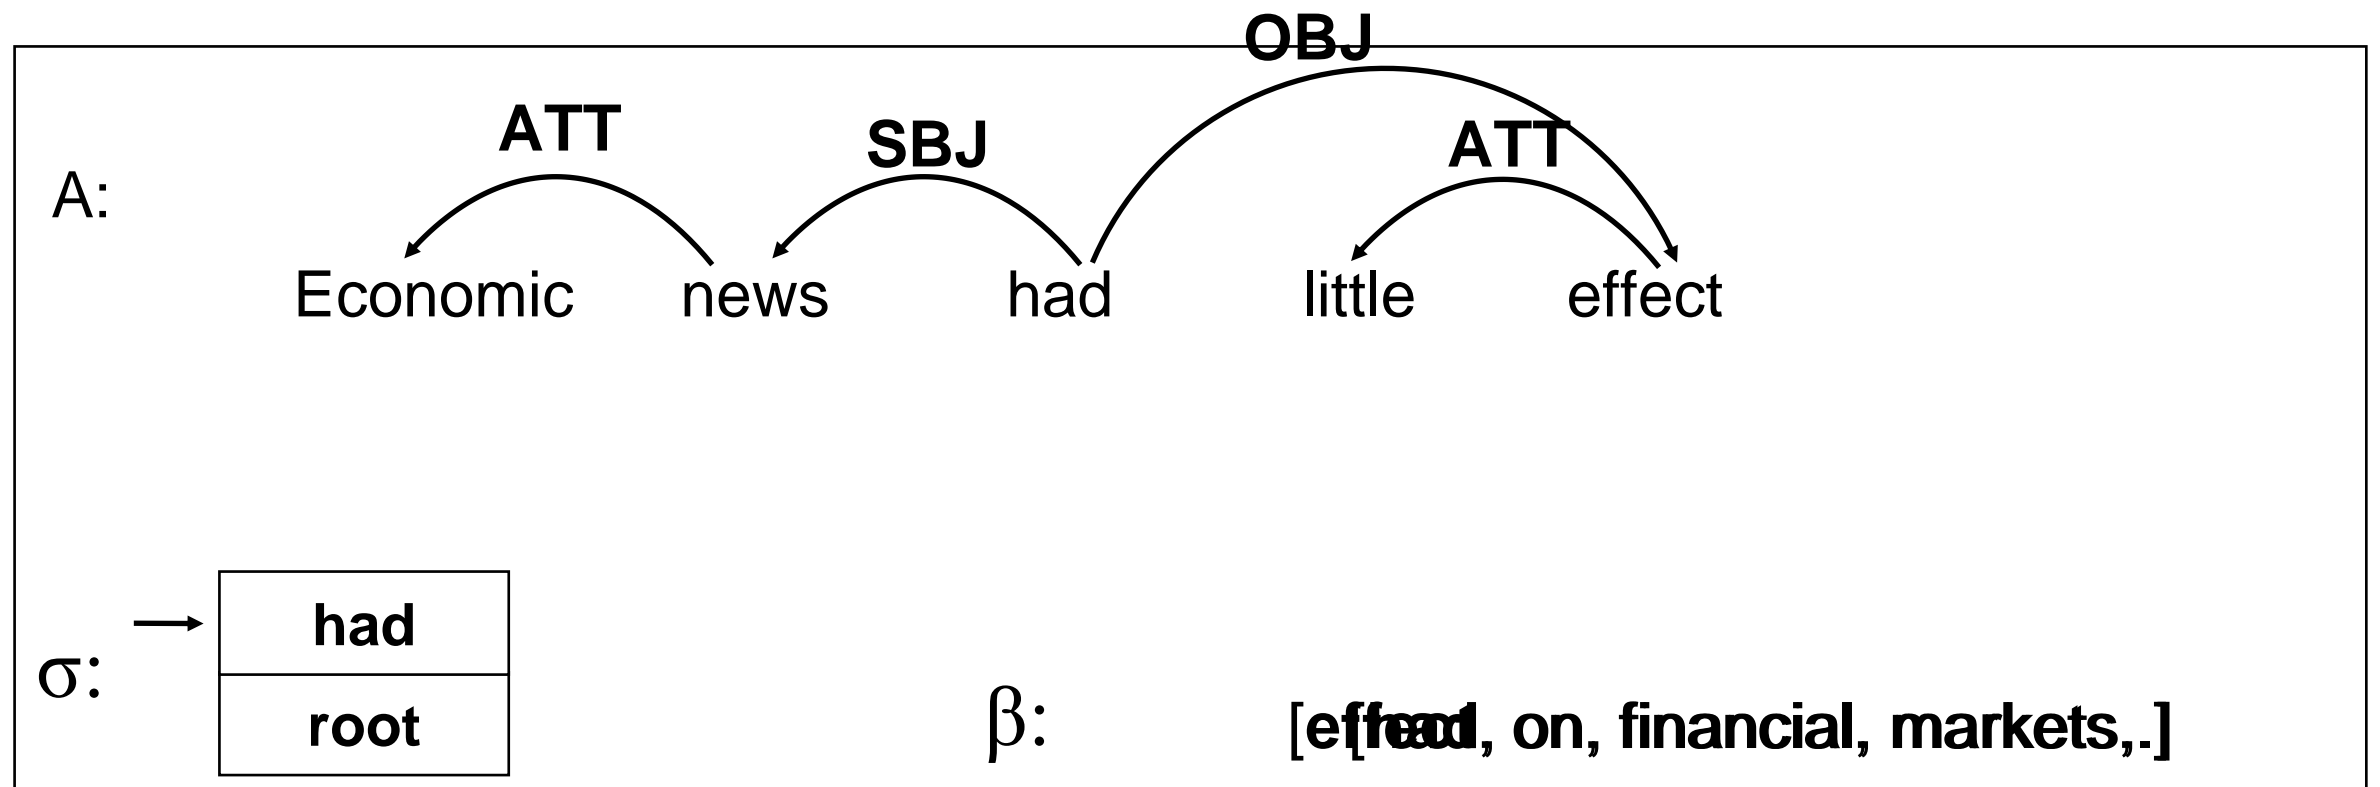 OBJ
ATT SBJ ATT
A:
Economic news had little effect
had
σ:
root
β: on, financial, markets,.]